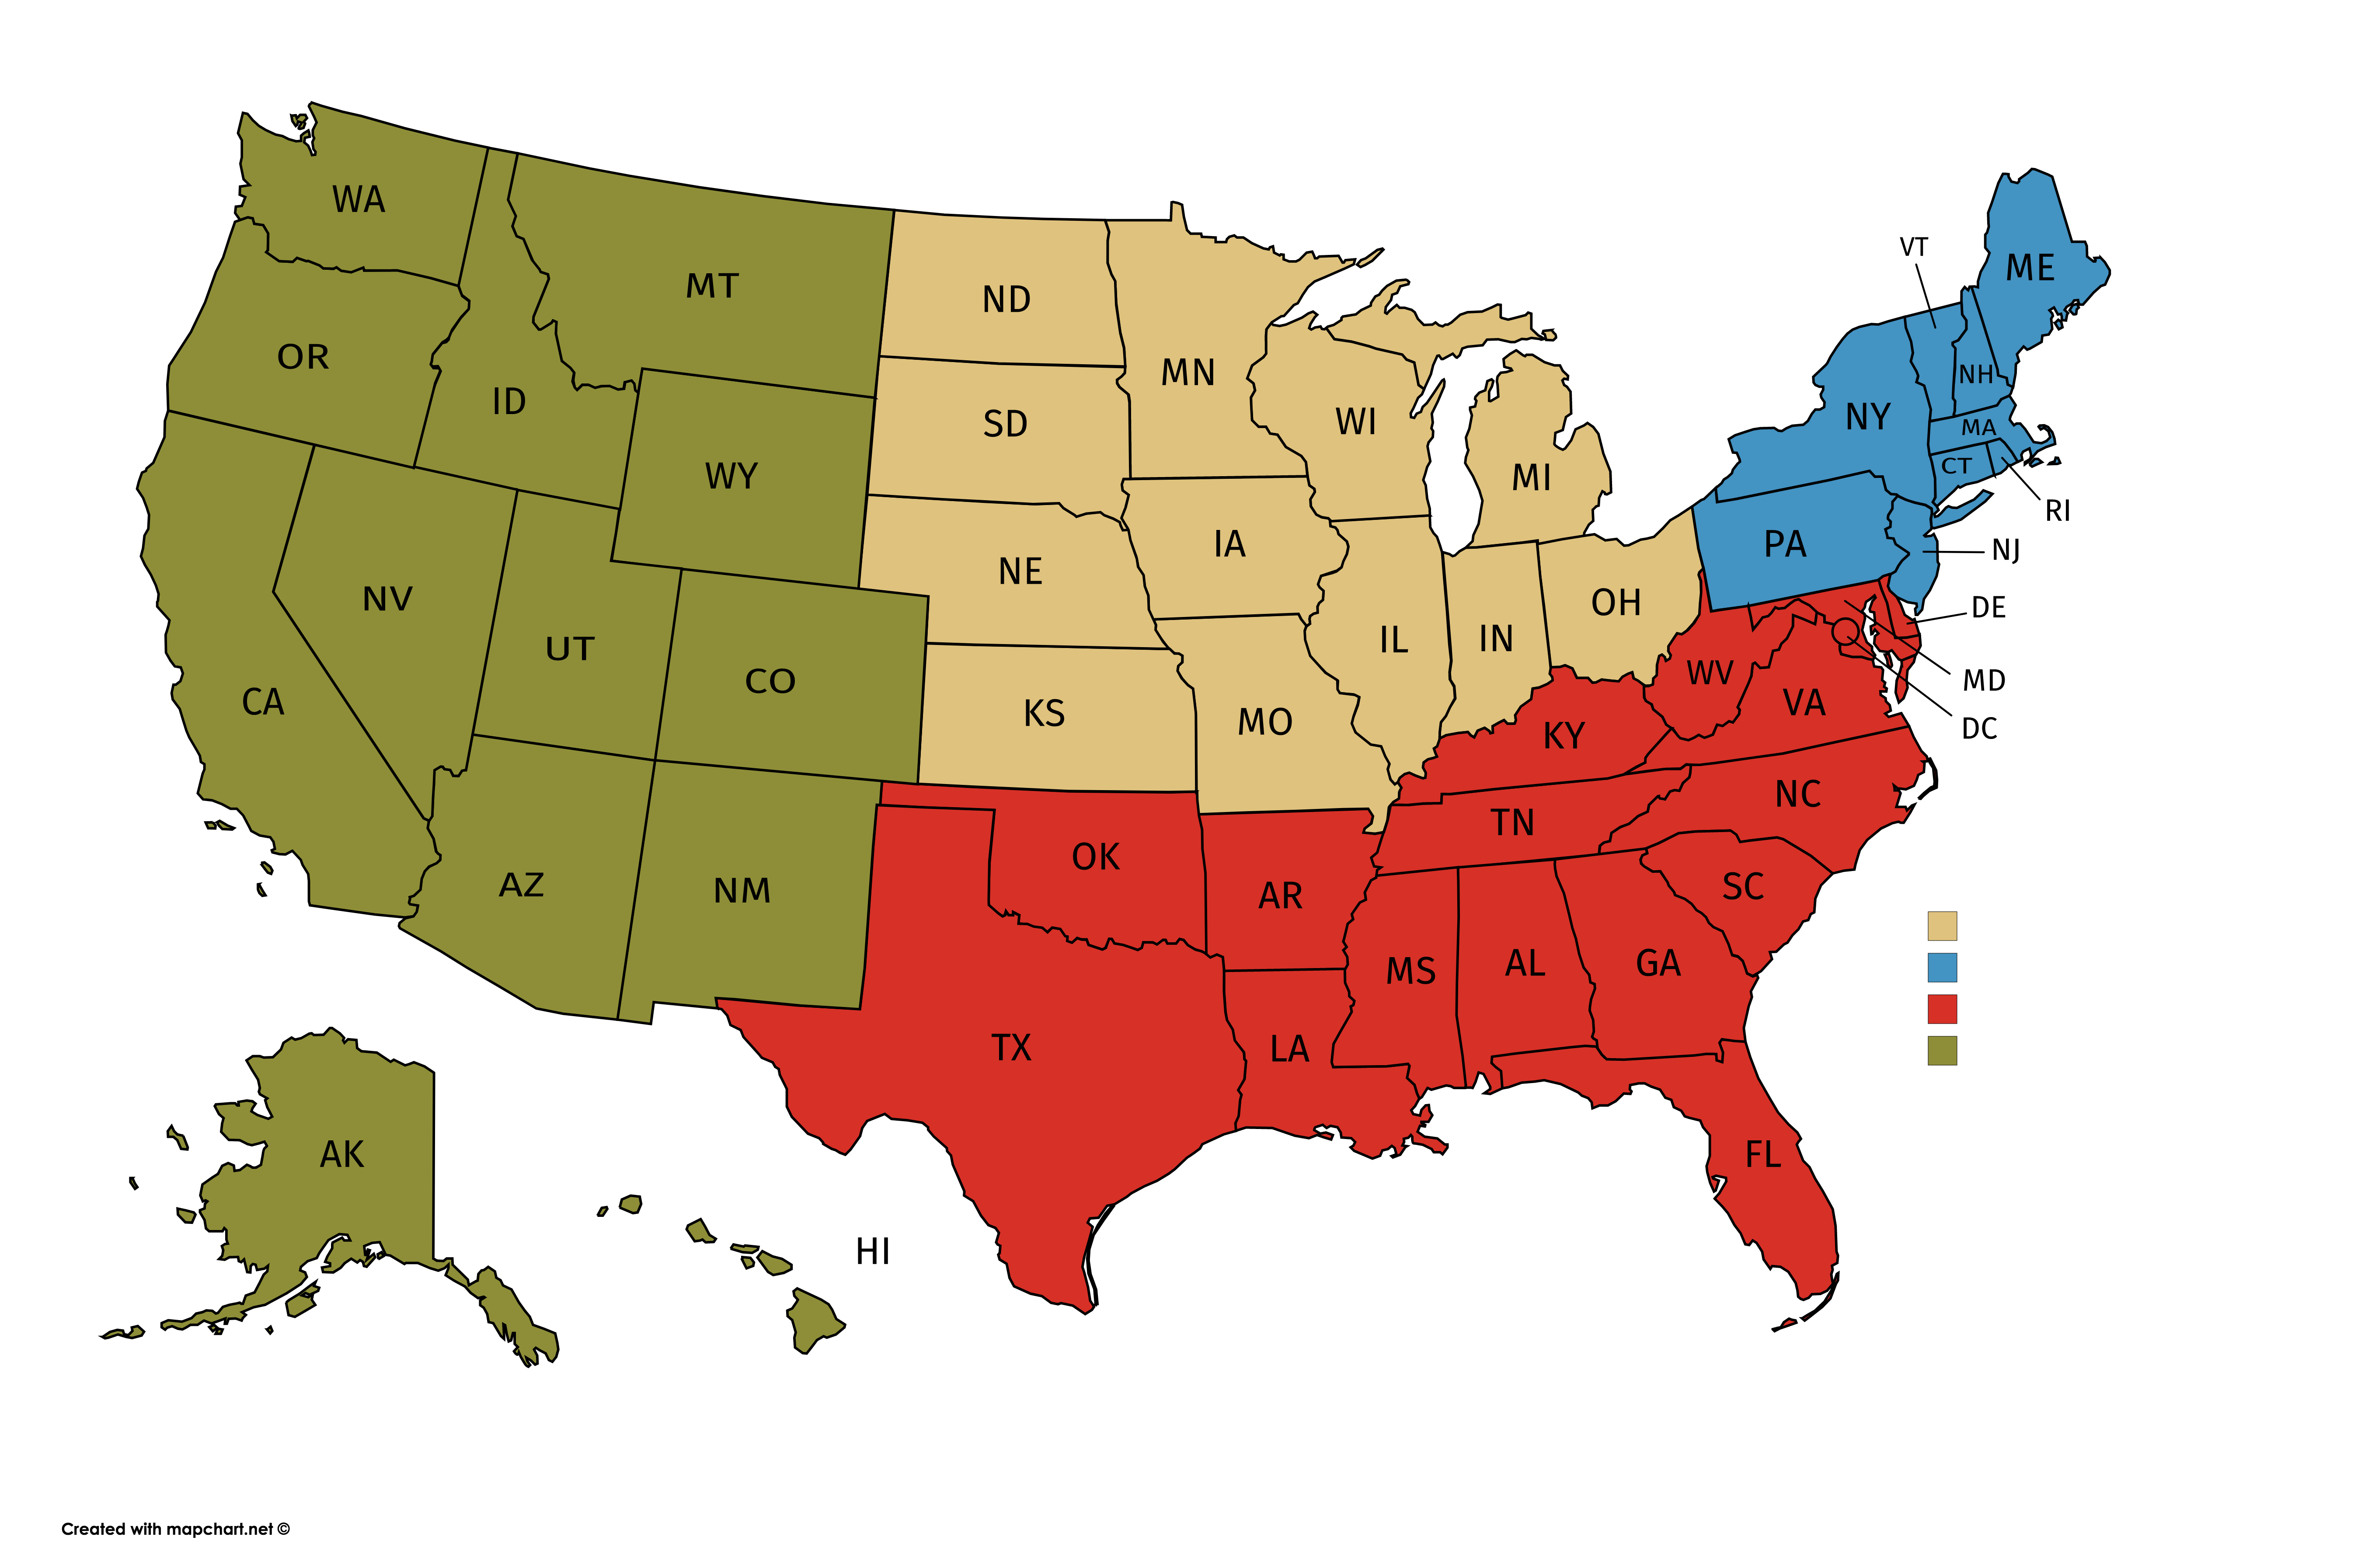 WA
MT
ND
MN
VT
ME
OR
ID
SD
WI
NH
NY
MA
WY
MI
CT
RI
IA
PA
NJ
NE
NV
OH
DE
UT
IL
IN
CO
WV
MD
CA
KS
MO
VA
DC
KY
NC
TN
OK
AZ
NM
AR
SC
MS
AL
GA
TX
LA
AK
FL
HI
Created with mapchart.net ©